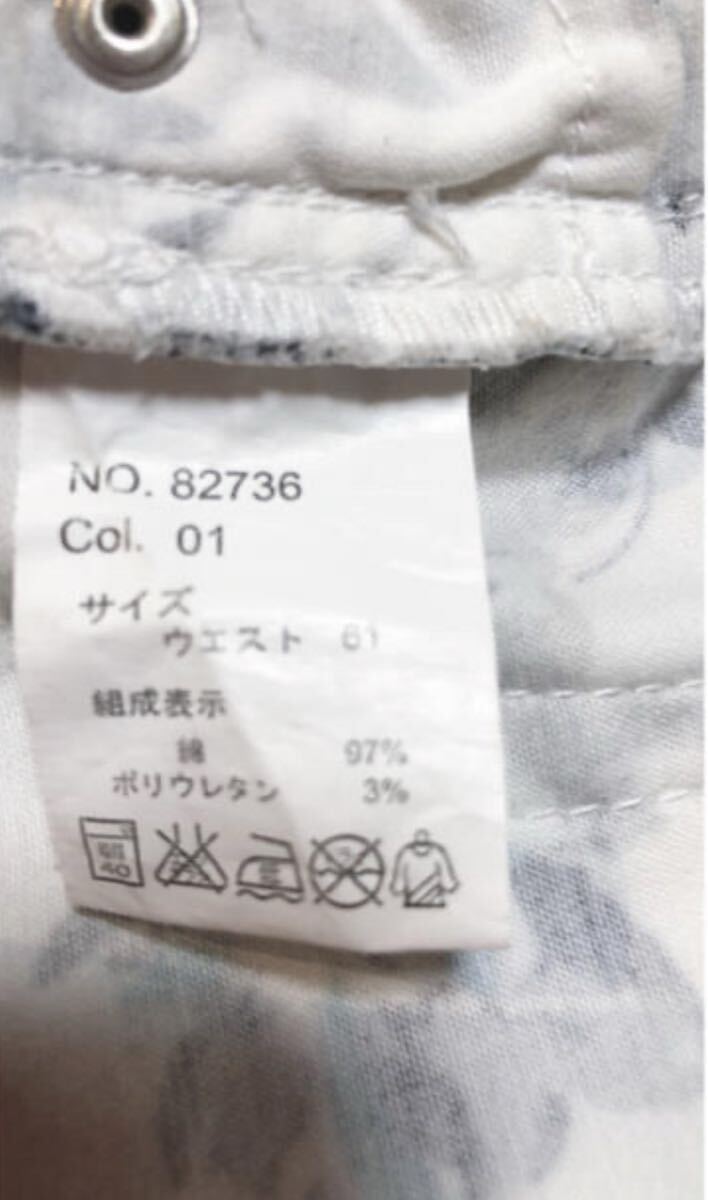 NO. 82736
Col. 01
サイズ
ウエスト 61
組成表示
綿 97%
ポリウレタン 3%
40